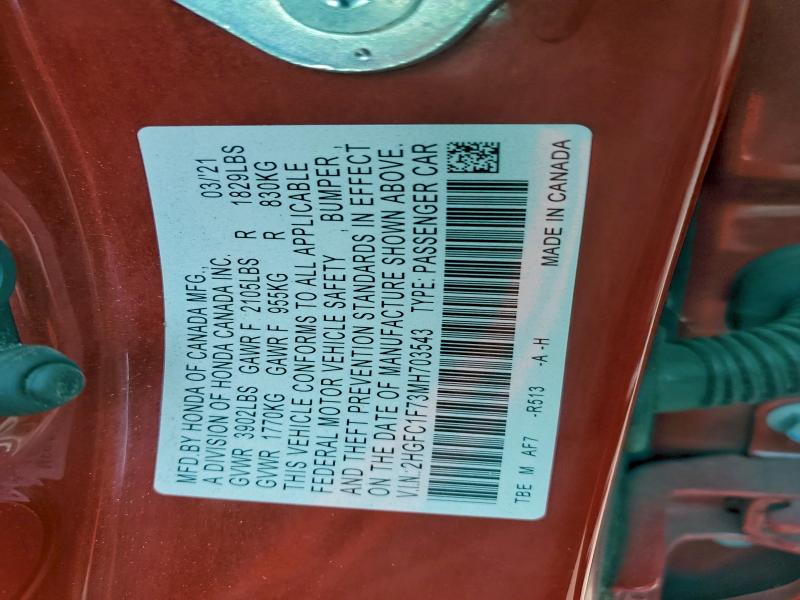 MFD.BY HONDA OF CANADA MFG., 03/21
A DIVISION OF HONDA CANADA INC.
GVWR 3902LBS GAWR F 2105LBS R 1829LBS
GVWR 1770KG GAWR F 955KG R 830KG
THIS VEHICLE CONFORMS TO ALL APPLICABLE
FEDERAL MOTOR VEHICLE SAFETY , BUMPER ,
AND THEFT PREVENTION STANDARDS IN EFFECT
ON THE DATE OF MANUFACTURE SHOWN ABOVE.
V.I.N.:2HGFC1F73MH703543 TYPE: PASSENGER CAR
TBE M AF7 -R513 -A -H MADE IN CANADA